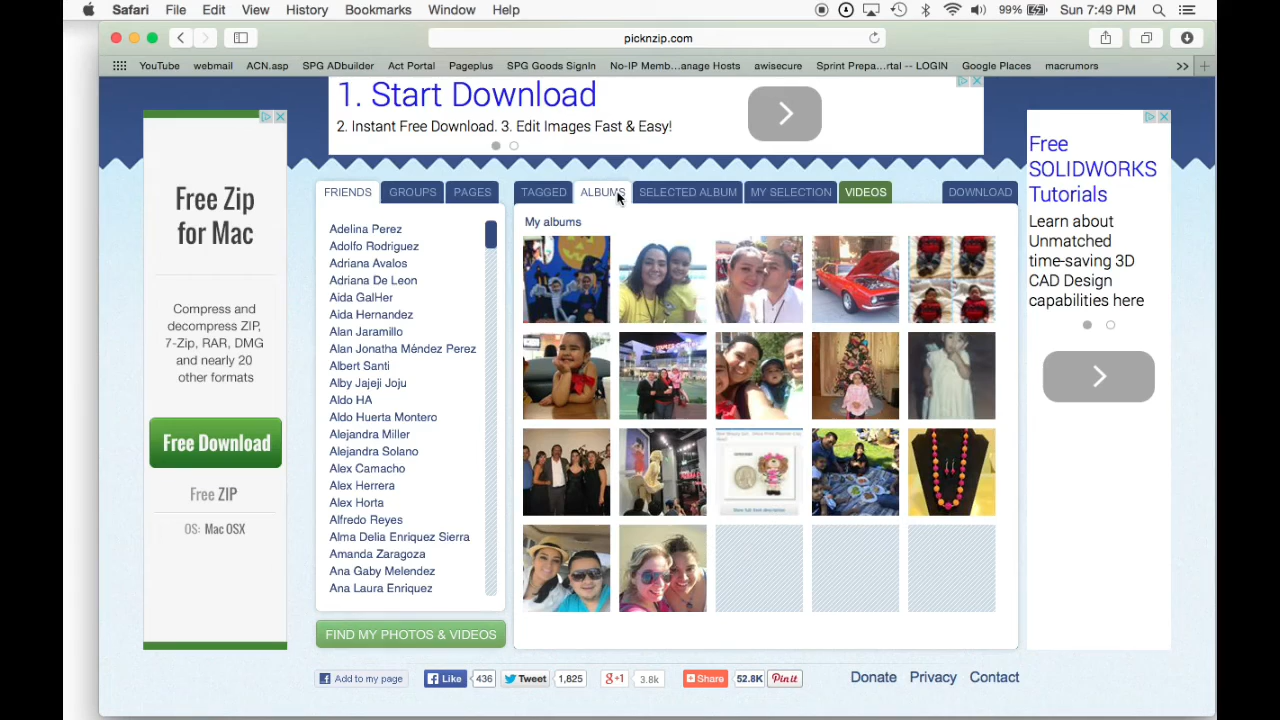 Safari File Edit View History Bookmarks Window Help 99% Sun 7:49 PM
picknzip.com
YouTube webmail ACN.asp SPG ADbuilder Act Portal Pageplus SPG Goods SignIn No-IP Memb...anage Hosts awisecure Sprint Prepa...rtal -- LOGIN Google Places macrumors
1. Start Download
2. Instant Free Download. 3. Edit Images Fast & Easy!
Free Zip
for Mac
Compress and
decompress ZIP,
7-Zip, RAR, DMG
and nearly 20
other formats
Free Download
Free ZIP
OS: Mac OSX
FRIENDS GROUPS PAGES
Adelina Perez
Adolfo Rodriguez
Adriana Avalos
Adriana De Leon
Aida GalHer
Aida Hernandez
Alan Jaramillo
Alan Jonatha Méndez Perez
Albert Santi
Alby Jajeji Joju
Aldo HA
Aldo Huerta Montero
Alejandra Miller
Alejandra Solano
Alex Camacho
Alex Herrera
Alex Horta
Alfredo Reyes
Alma Delia Enriquez Sierra
Amanda Zaragoza
Ana Gaby Melendez
Ana Laura Enriquez
FIND MY PHOTOS & VIDEOS
TAGGED ALBUMS SELECTED ALBUM MY SELECTION VIDEOS DOWNLOAD
My albums
Free
SOLIDWORKS
Tutorials
Learn about
Unmatched
time-saving 3D
CAD Design
capabilities here
Add to my page Like 436 Tweet 1,825 g+1 3.8k Share 52.8K Pin it
Donate Privacy Contact